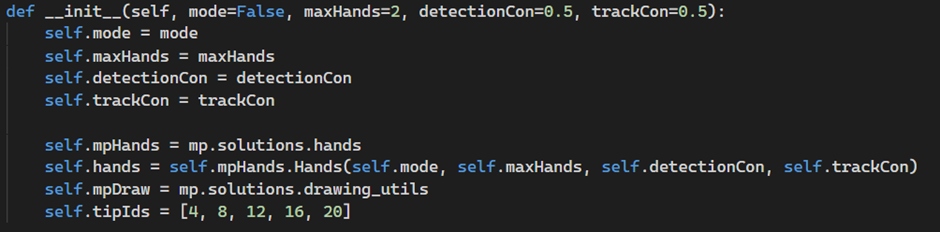 def __init__(self, mode=False, maxHands=2, detectionCon=0.5, trackCon=0.5):
    self.mode = mode
    self.maxHands = maxHands
    self.detectionCon = detectionCon
    self.trackCon = trackCon

    self.mpHands = mp.solutions.hands
    self.hands = self.mpHands.Hands(self.mode, self.maxHands, self.detectionCon, self.trackCon)
    self.mpDraw = mp.solutions.drawing_utils
    self.tipIds = [4, 8, 12, 16, 20]